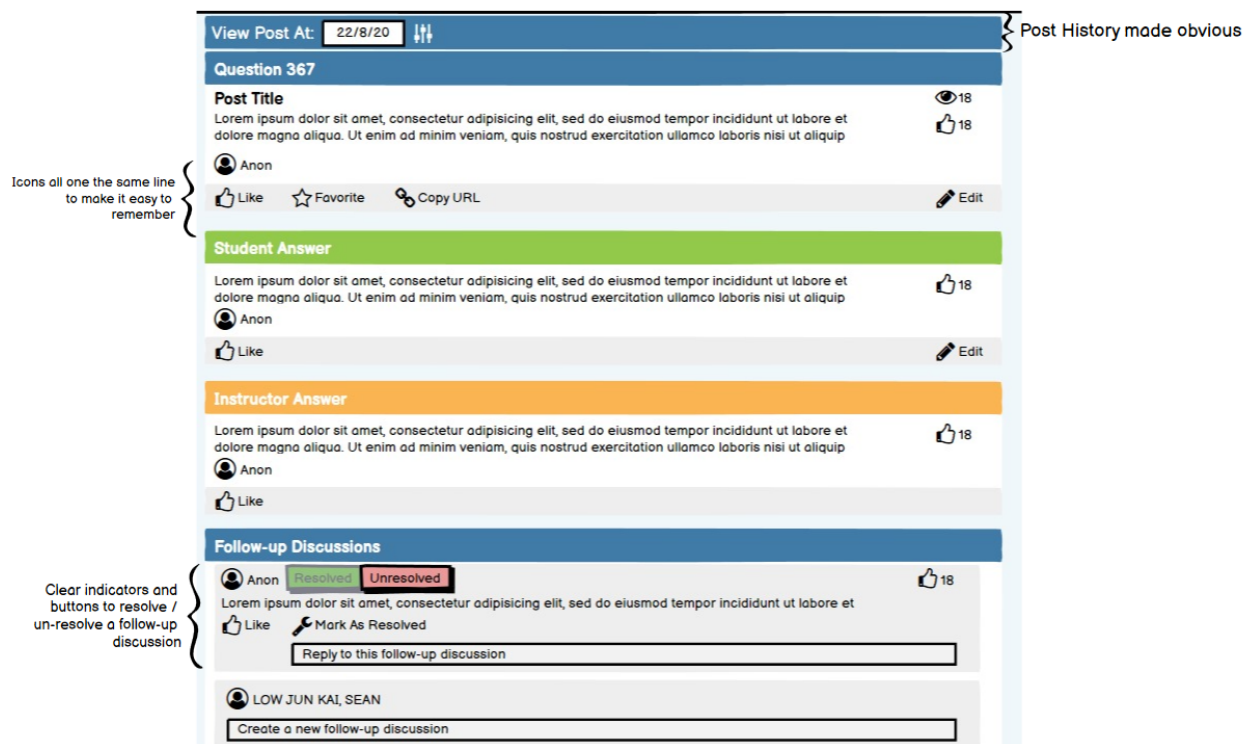 View Post At: 22/8/20
Post History made obvious
Question 367
Post Title
18
Lorem ipsum dolor sit amet, consectetur adipisicing elit, sed do eiusmod tempor incididunt ut labore et
dolore magna aliqua. Ut enim ad minim veniam, quis nostrud exercitation ullamco laboris nisi ut aliquip
18
Anon
Icons all one the same line
to make it easy to
remember
Like Favorite Copy URL Edit
Student Answer
Lorem ipsum dolor sit amet, consectetur adipisicing elit, sed do eiusmod tempor incididunt ut labore et
dolore magna aliqua. Ut enim ad minim veniam, quis nostrud exercitation ullamco laboris nisi ut aliquip
18
Anon
Like Edit
Instructor Answer
Lorem ipsum dolor sit amet, consectetur adipisicing elit, sed do eiusmod tempor incididunt ut labore et
dolore magna aliqua. Ut enim ad minim veniam, quis nostrud exercitation ullamco laboris nisi ut aliquip
18
Anon
Like
Follow-up Discussions
Clear indicators and
buttons to resolve /
un-resolve a follow-up
discussion
Anon Resolved Unresolved 18
Lorem ipsum dolor sit amet, consectetur adipisicing elit, sed do eiusmod tempor incididunt ut labore et
Like Mark As Resolved
Reply to this follow-up discussion
LOW JUN KAI, SEAN
Create a new follow-up discussion